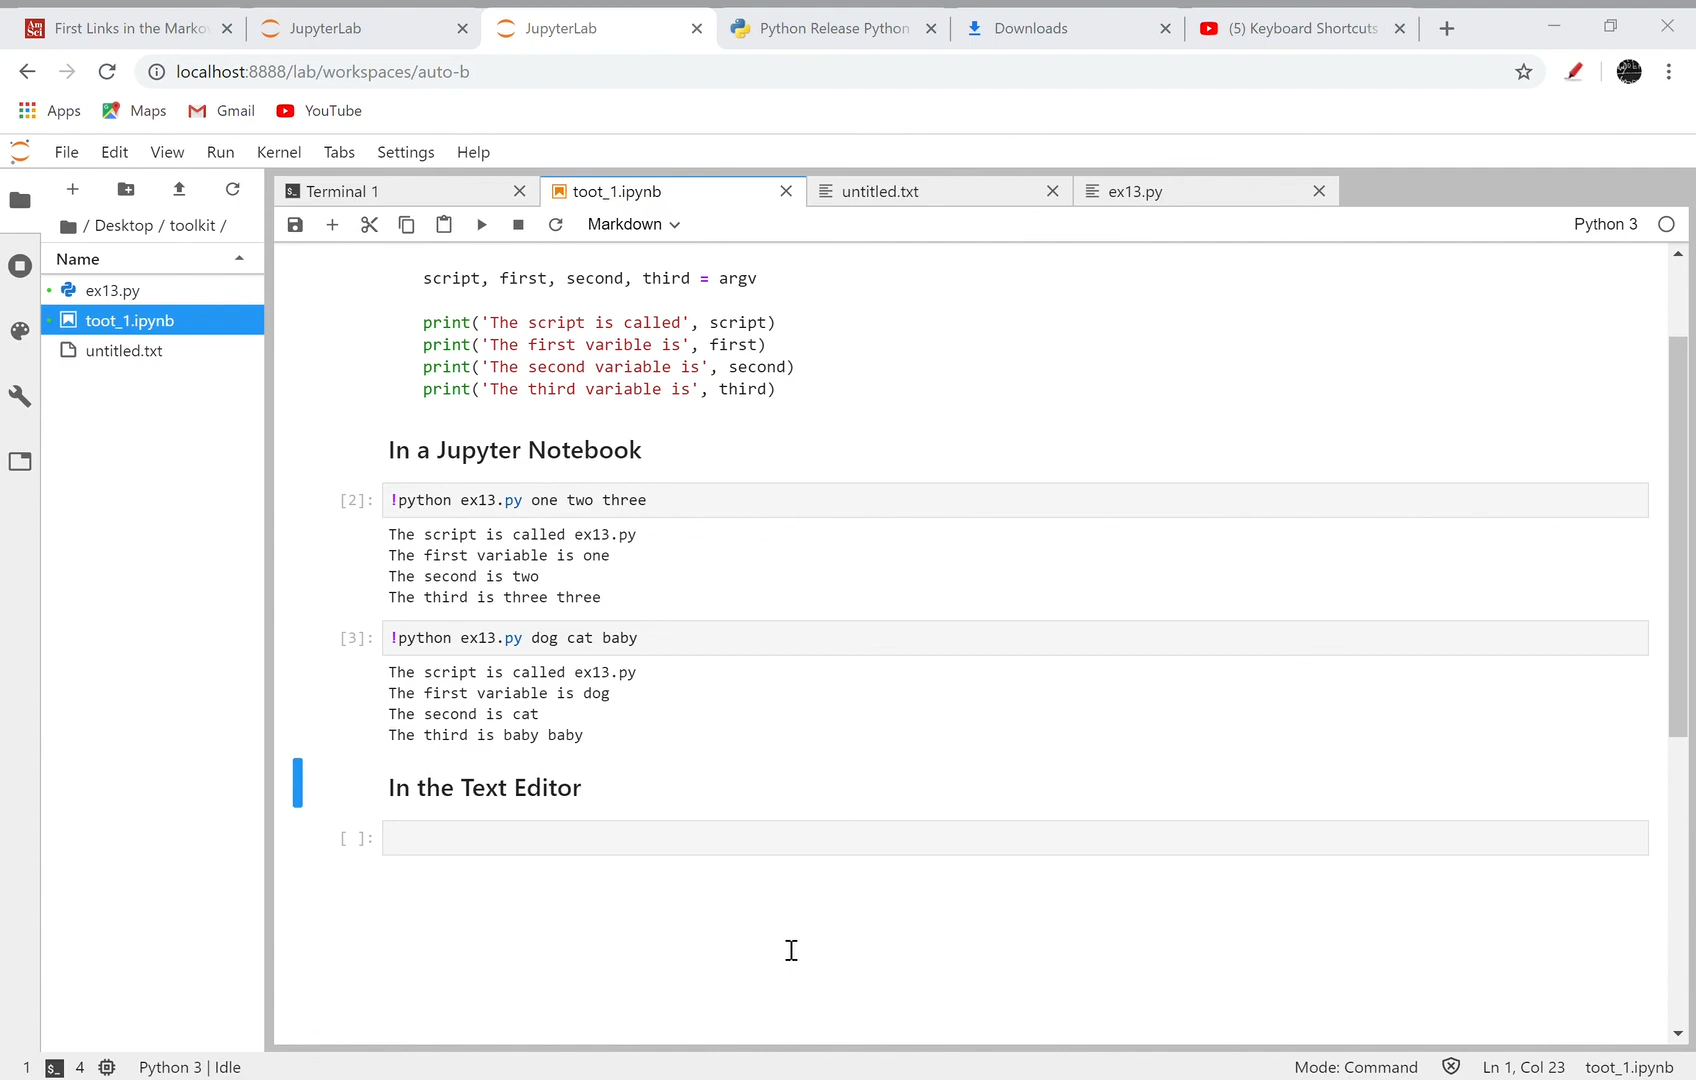 Am Sci First Links in the Markov
JupyterLab
JupyterLab
Python Release Python
Downloads
(5) Keyboard Shortcuts
localhost:8888/lab/workspaces/auto-b
Apps Maps Gmail YouTube
File Edit View Run Kernel Tabs Settings Help
Terminal 1 toot_1.ipynb untitled.txt ex13.py
/ Desktop / toolkit /
Markdown Python 3
Name
ex13.py
toot_1.ipynb
untitled.txt
script, first, second, third = argv
print('The script is called', script)
print('The first varible is', first)
print('The second variable is', second)
print('The third variable is', third)
In a Jupyter Notebook
[2]: !python ex13.py one two three
The script is called ex13.py
The first variable is one
The second is two
The third is three three
[3]: !python ex13.py dog cat baby
The script is called ex13.py
The first variable is dog
The second is cat
The third is baby baby
In the Text Editor
[ ]:
1 $_ 4 Python 3 | Idle Mode: Command Ln 1, Col 23 toot_1.ipynb